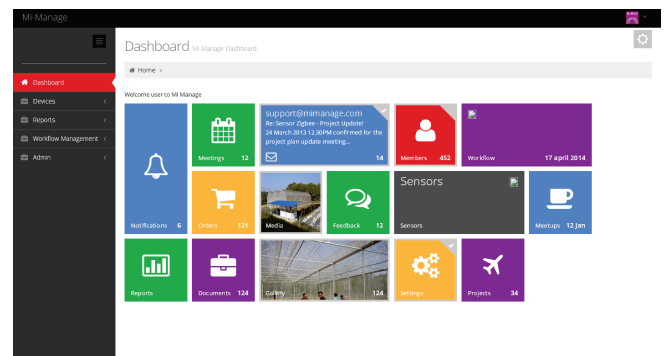 Mi-Manage
Dashboard Mi Manage Dashboard
Home >
Dashboard
Devices
Reports
Workflow Management
Admin
Welcome user to Mi Manage
Notifications 6
Meetings 12
support@mimanage.com
Re: Sensor Zigbee - Project Update!
24 March 2013 12.30PM confirmed for the
project plan update meeting...
14
Members 452
Workflow 17 april 2014
Orders 121
Media
Feedback 12
Sensors
Sensors
Meetups 12 Jan
Reports
Documents 124
Gallery 124
Settings
Projects 34